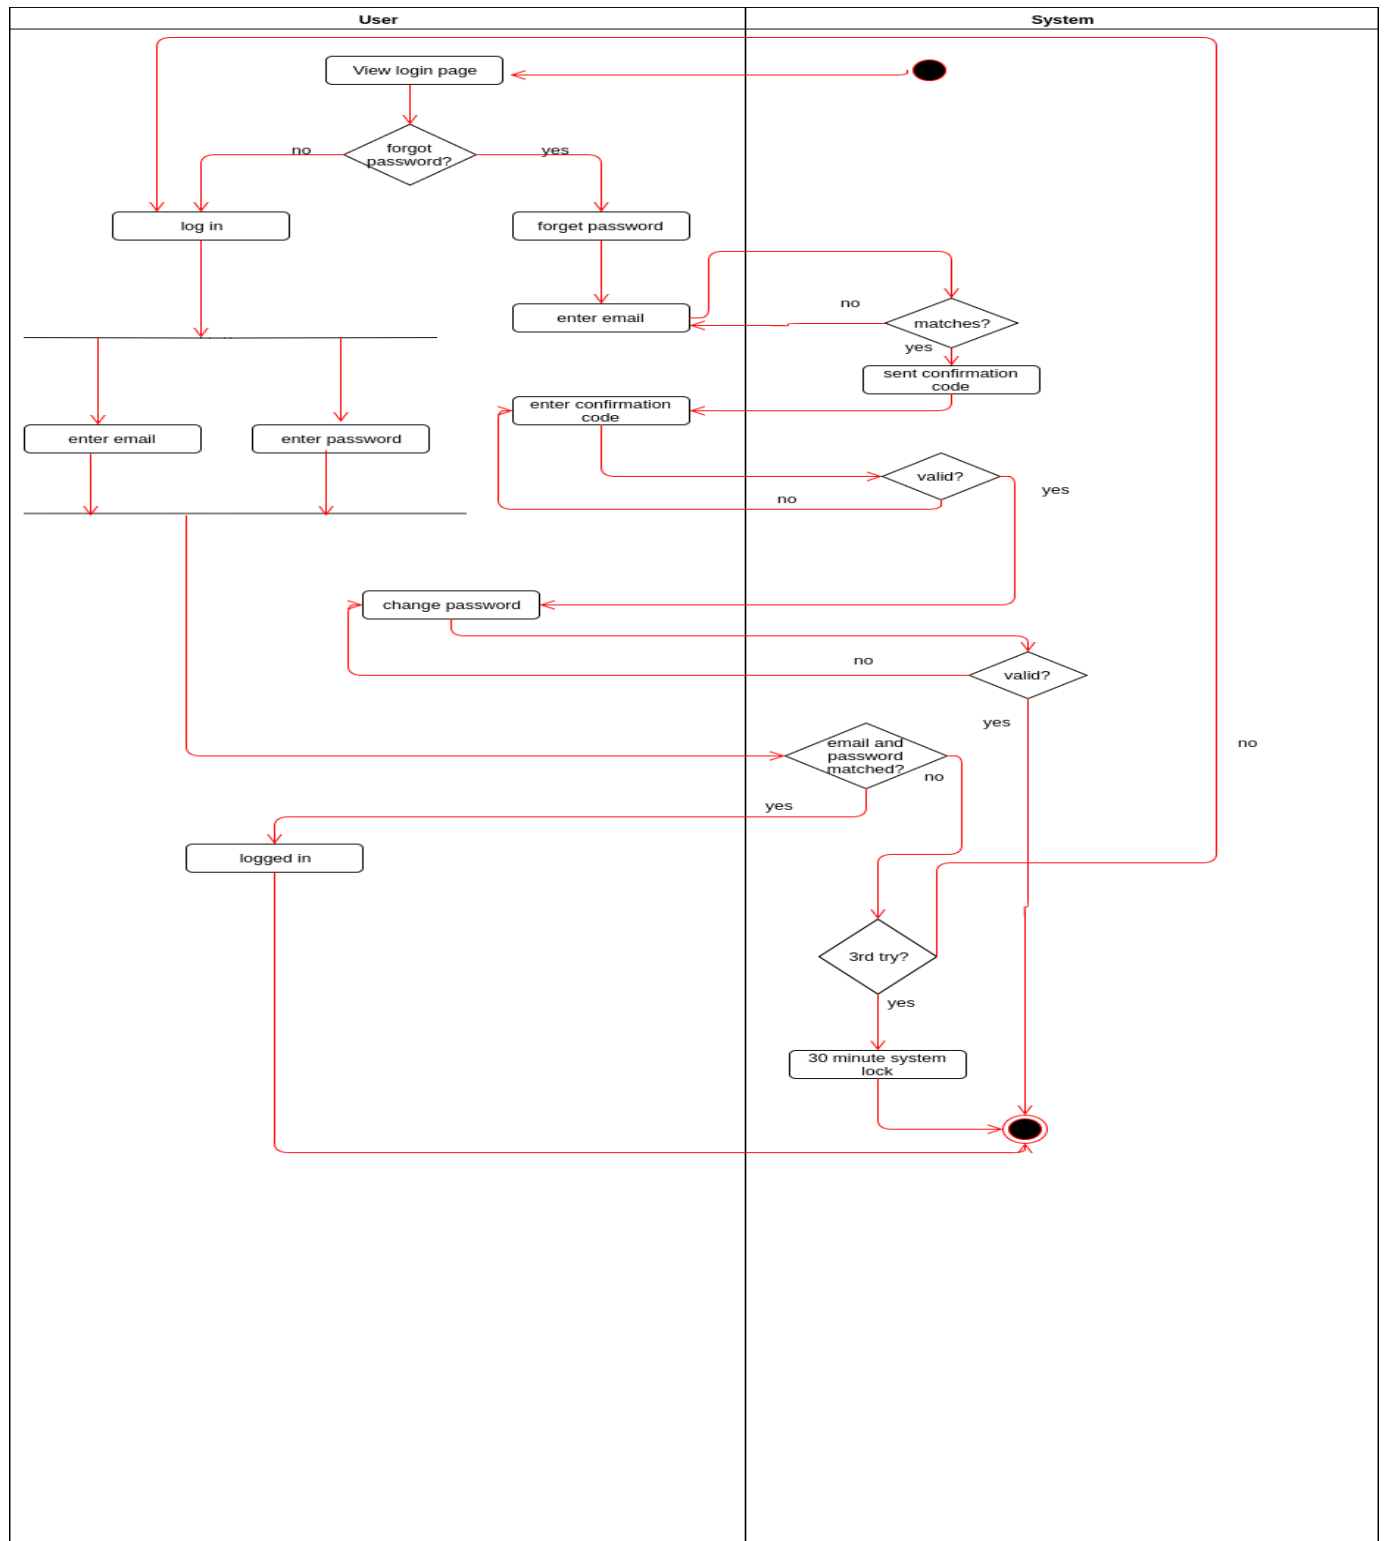 User
System
View login page
forgot
password?
no
yes
log in
forget password
enter email
no
matches?
yes
sent confirmation
code
enter confirmation
code
enter email
enter password
valid?
yes
no
change password
no
valid?
yes
email and
password
matched?
no
no
yes
logged in
3rd try?
yes
30 minute system
lock